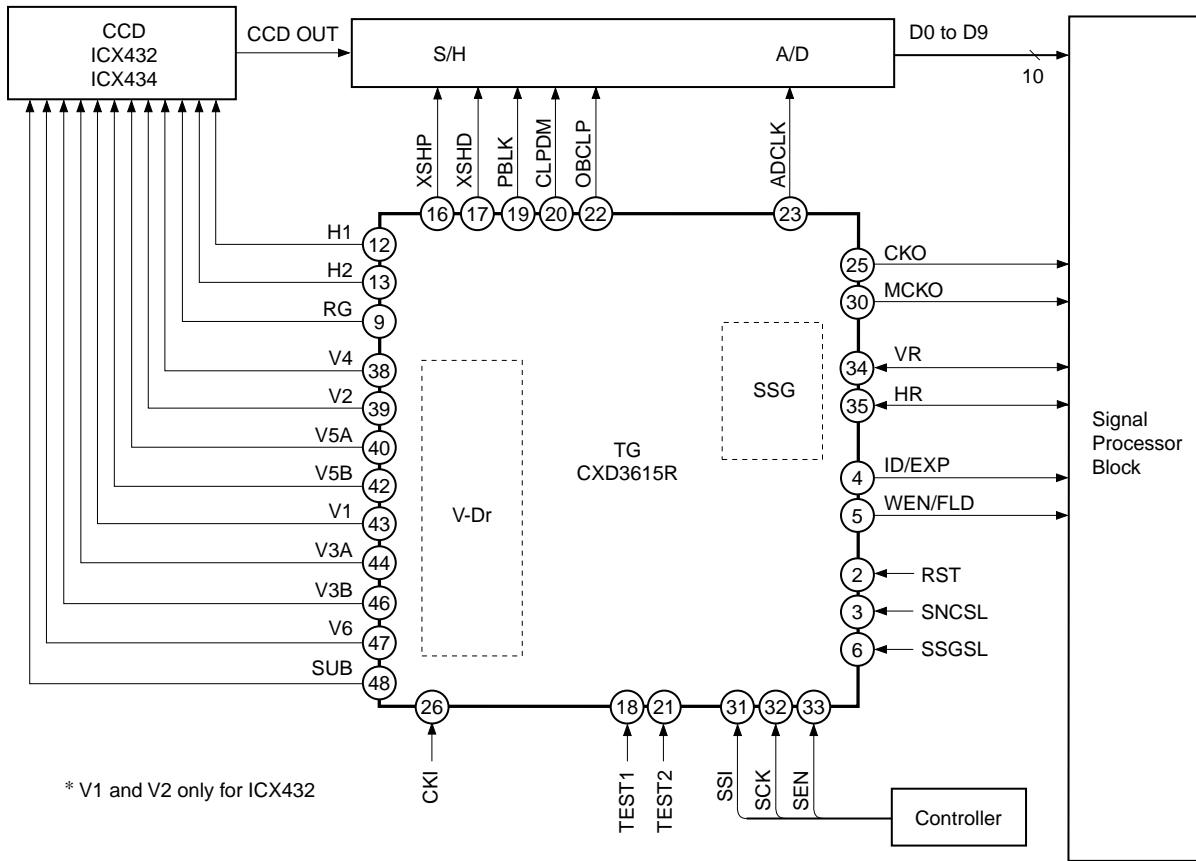 CCD
ICX432
ICX434
CCD OUT
S/H
A/D
D0 to D9
10
XSHP
XSHD
PBLK
CLPDM
OBCLP
ADCLK
16
17
19
20
22
23
H1
12
H2
13
RG
9
V4
38
V2
39
V5A
40
V5B
42
V1
43
V3A
44
V3B
46
V6
47
SUB
48
V-Dr
SSG
TG
CXD3615R
25
CKO
30
MCKO
34
VR
35
HR
4
ID/EXP
5
WEN/FLD
2
RST
3
SNCSL
6
SSGSL
Signal
Processor
Block
26
18
21
31
32
33
CKI
TEST1
TEST2
SSI
SCK
SEN
Controller
* V1 and V2 only for ICX432